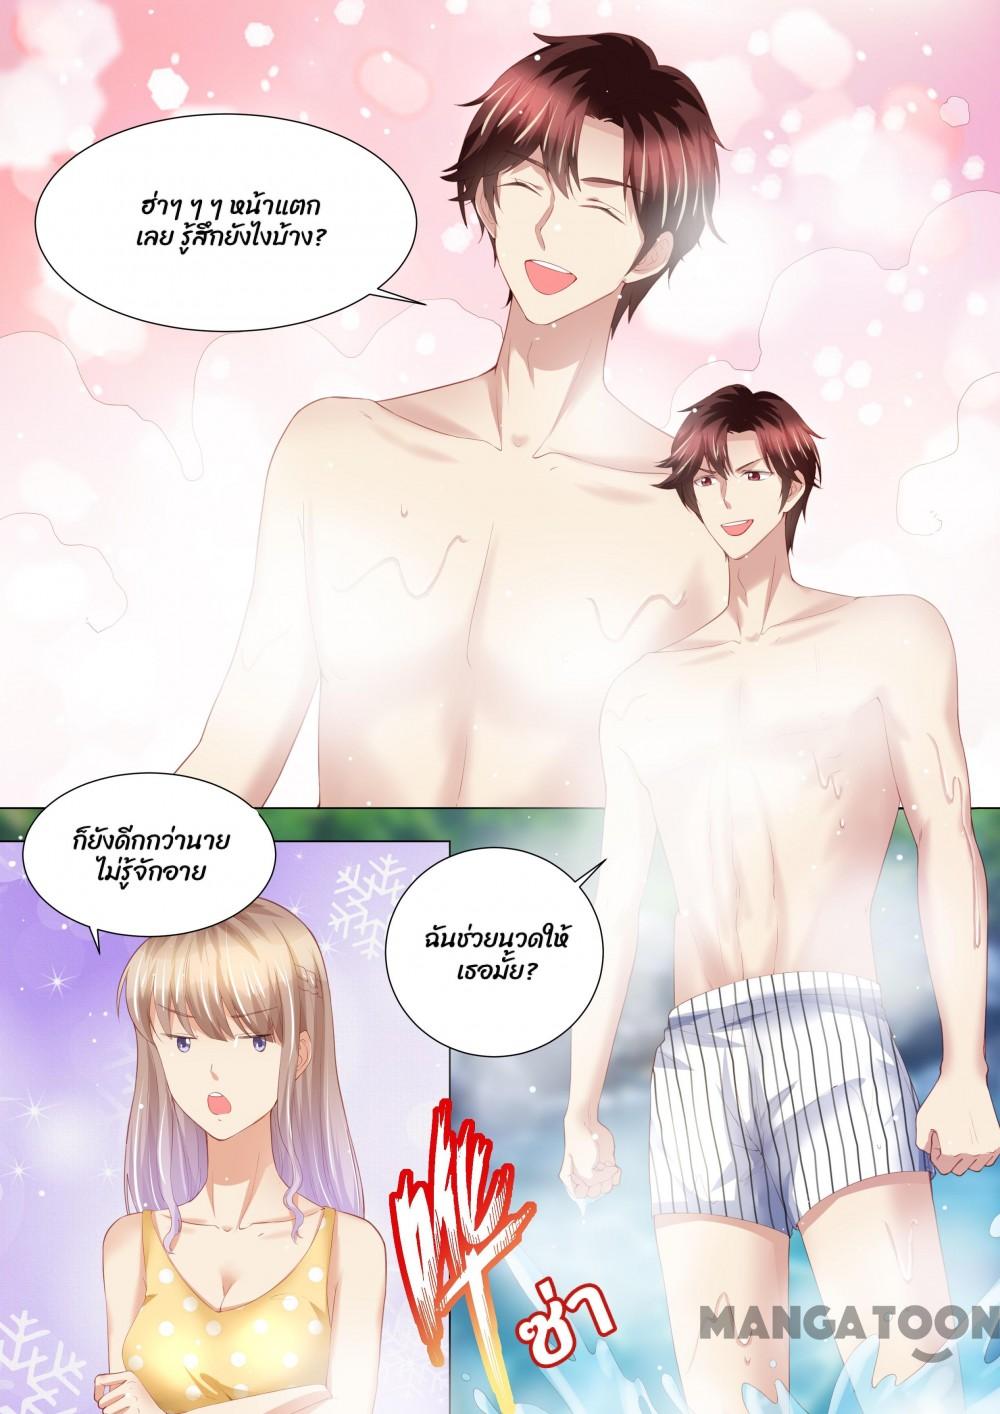 ฮ่าๆ ๆ ๆ หน้าแตก
เลย รู้สึกยังไงบ้าง?
ก็ยังดีกกว่านาย
ไม่รู้จักอาย
ฉันช่วยนวดให้
เธอมั้ย?
ซ่า
MANGATOON